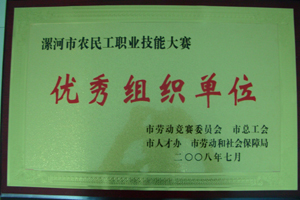 漯河市农民工职业技能大赛
优秀组织单位
市劳动竞赛委员会 市总工会
市人才办 市劳动和社会保障局
二〇〇八年七月